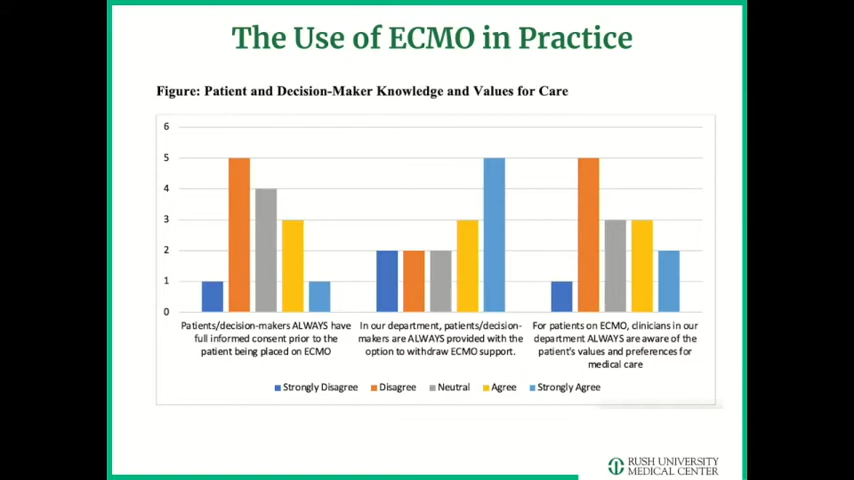 The Use of ECMO in Practice
Figure: Patient and Decision-Maker Knowledge and Values for Care
6
5
4
3
2
1
0
Patients/decision-makers ALWAYS have
full informed consent prior to the
patient being placed on ECMO
In our department, patients/decision-
makers are ALWAYS provided with the
option to withdraw ECMO support.
For patients on ECMO, clinicians in our
department ALWAYS are aware of the
patient's values and preferences for
medical care
Strongly Disagree Disagree Neutral Agree Strongly Agree
RUSH UNIVERSITY
MEDICAL CENTER